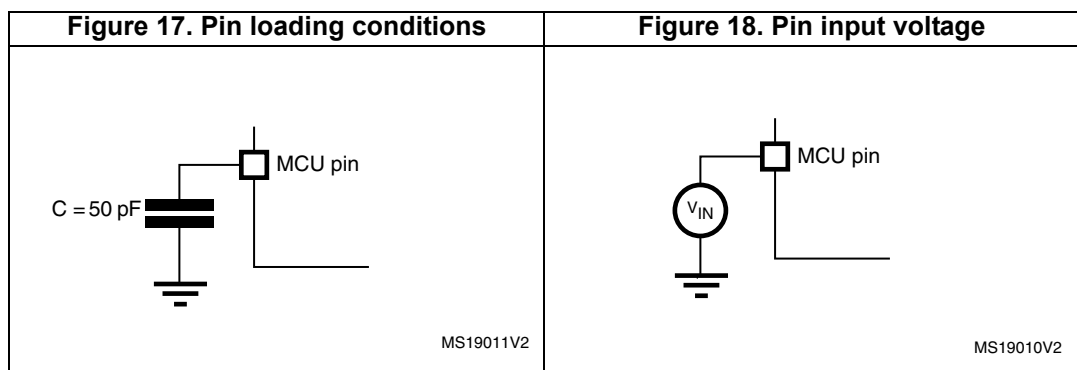 Figure 17. Pin loading conditions
Figure 18. Pin input voltage
MCU pin
C = 50 pF
MS19011V2
MCU pin
VIN
MS19010V2